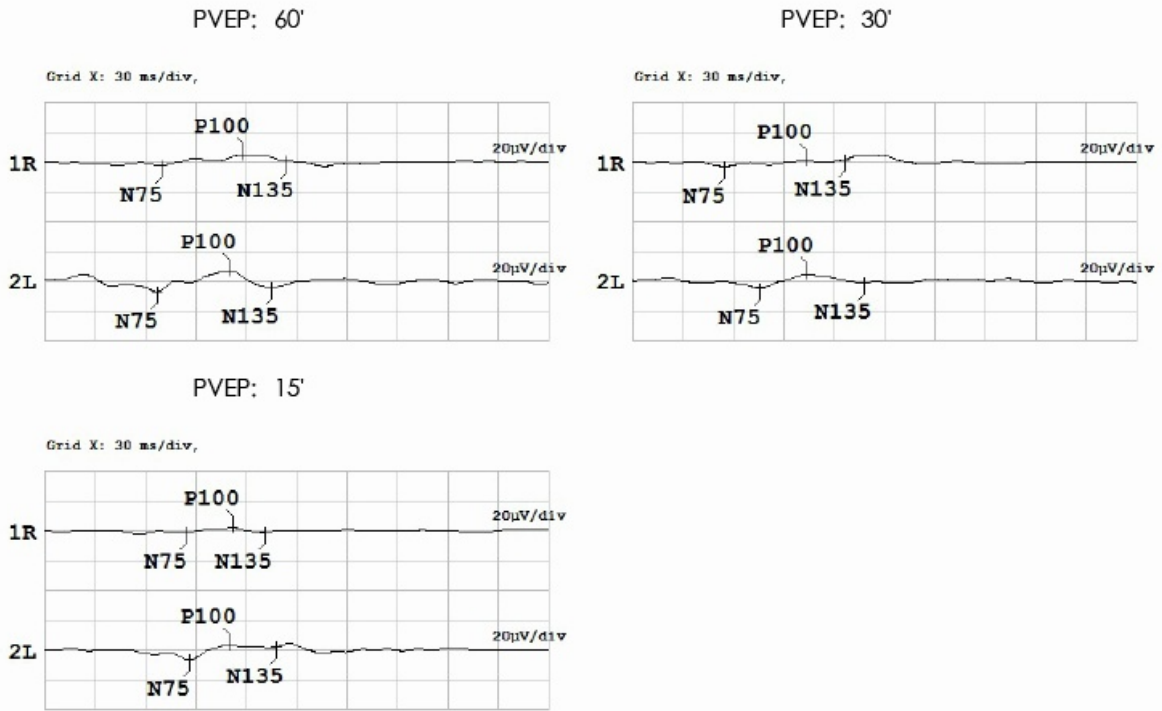 PVEP: 60'
Grid X: 30 ms/div,
P100
20µV/div
1R
N75 N135
P100
20µV/div
2L
N75 N135
PVEP: 30'
Grid X: 30 ms/div,
P100
20µV/div
1R
N75 N135
P100
20µV/div
2L
N75 N135
PVEP: 15'
Grid X: 30 ms/div,
P100
20µV/div
1R
N75 N135
P100
20µV/div
2L
N75 N135